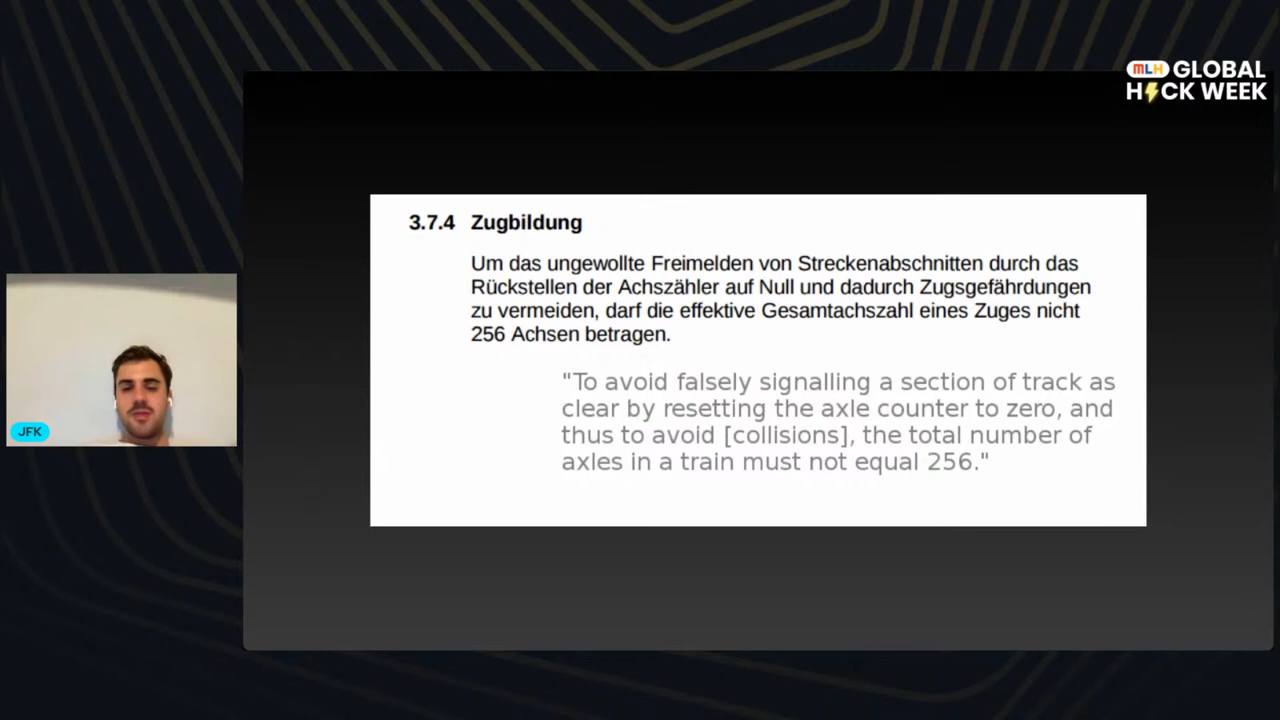 MLH GLOBAL
HACK WEEK
3.7.4 Zugbildung
Um das ungewollte Freimelden von Streckenabschnitten durch das
Rückstellen der Achszähler auf Null und dadurch Zugsgefährdungen
zu vermeiden, darf die effektive Gesamtachszahl eines Zuges nicht
256 Achsen betragen.
"To avoid falsely signalling a section of track as
clear by resetting the axle counter to zero, and
thus to avoid [collisions], the total number of
axles in a train must not equal 256."
JFK